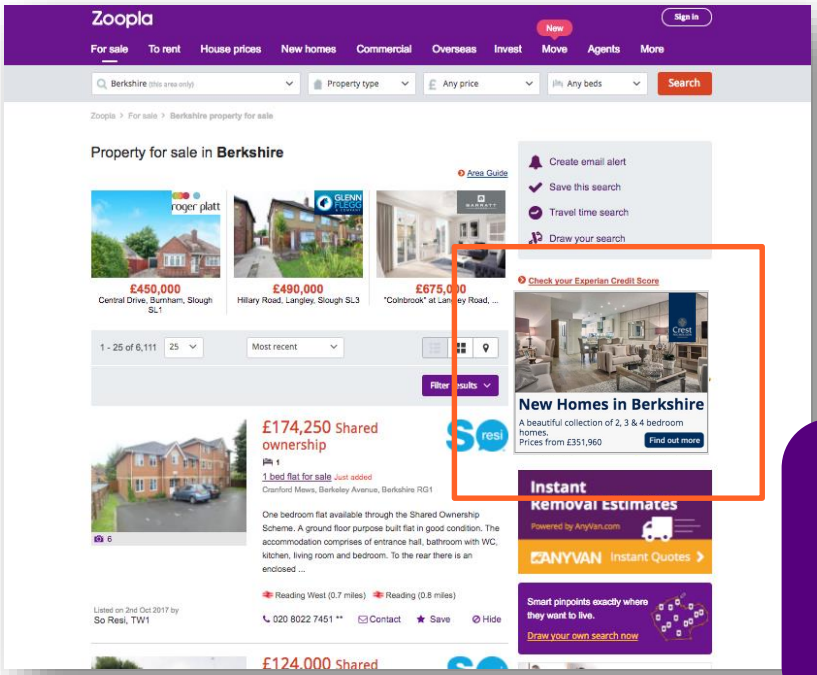 Zoopla
Sign in
New
For sale To rent House prices New homes Commercial Overseas Invest Move Agents More
Berkshire (this area only) Property type £ Any price Any beds Search
Zoopla > For sale > Berkshire property for sale
Property for sale in Berkshire
Area Guide
roger platt
GLENN FLEGG
& COMPANY
BARRATT
£450,000
Central Drive, Burnham, Slough
SL1
£490,000
Hillary Road, Langley, Slough SL3
£675,000
"Colnbrook" at Langley Road, ...
Create email alert
Save this search
Travel time search
Draw your search
Check your Experian Credit Score
Crest
New Homes in Berkshire
A beautiful collection of 2, 3 & 4 bedroom
homes.
Prices from £351,960
Find out more
1 - 25 of 6,111 25 Most recent
Filter results
£174,250 Shared
ownership
1
1 bed flat for sale Just added
Cranford Mews, Berkeley Avenue, Berkshire RG1
One bedroom flat available through the Shared Ownership
Scheme. A ground floor purpose built flat in good condition. The
accommodation comprises of entrance hall, bathroom with WC,
kitchen, living room and bedroom. To the rear there is an
enclosed ...
Reading West (0.7 miles) Reading (0.8 miles)
So resi
6
Listed on 2nd Oct 2017 by
So Resi, TW1
020 8022 7451 ** Contact Save Hide
Instant
Removal Estimates
Powered by AnyVan.com
ANYVAN Instant Quotes
Smart pinpoints exactly where
they want to live.
Draw your own search now
£124,000 Shared